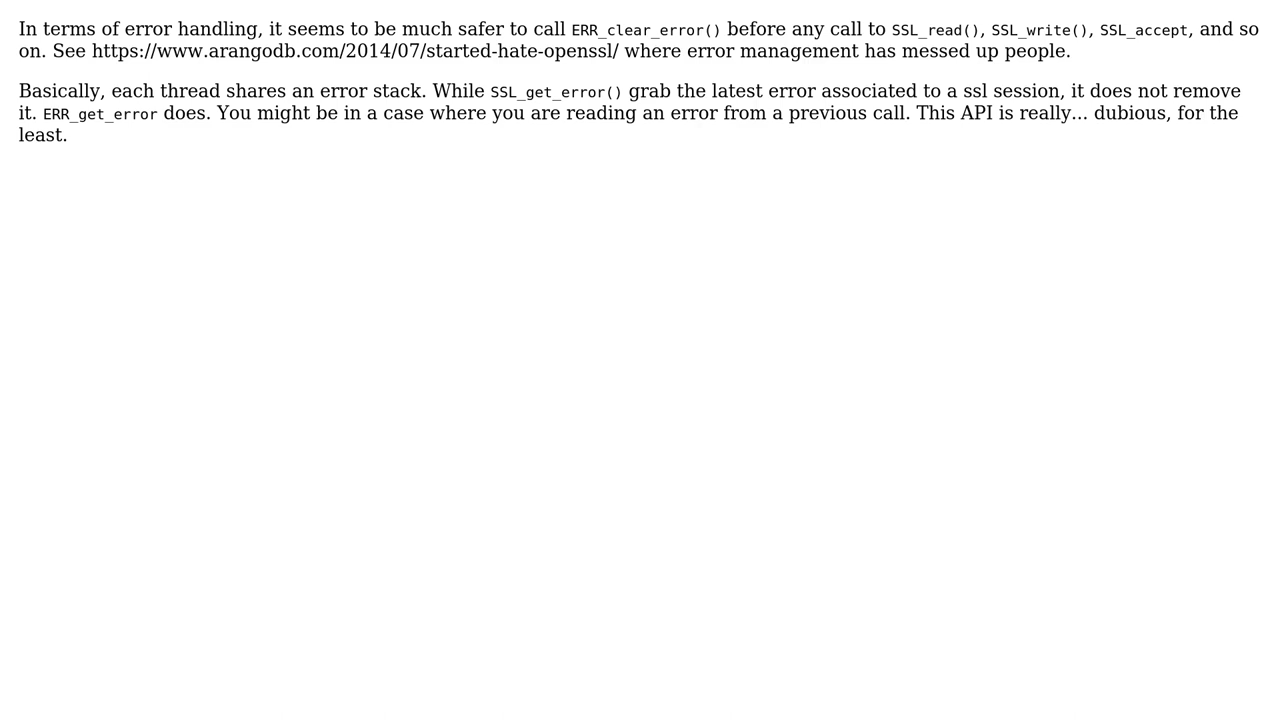 In terms of error handling, it seems to be much safer to call ERR_clear_error() before any call to SSL_read(), SSL_write(), SSL_accept, and so
on. See https://www.arangodb.com/2014/07/started-hate-openssl/ where error management has messed up people.
Basically, each thread shares an error stack. While SSL_get_error() grab the latest error associated to a ssl session, it does not remove
it. ERR_get_error does. You might be in a case where you are reading an error from a previous call. This API is really... dubious, for the
least.